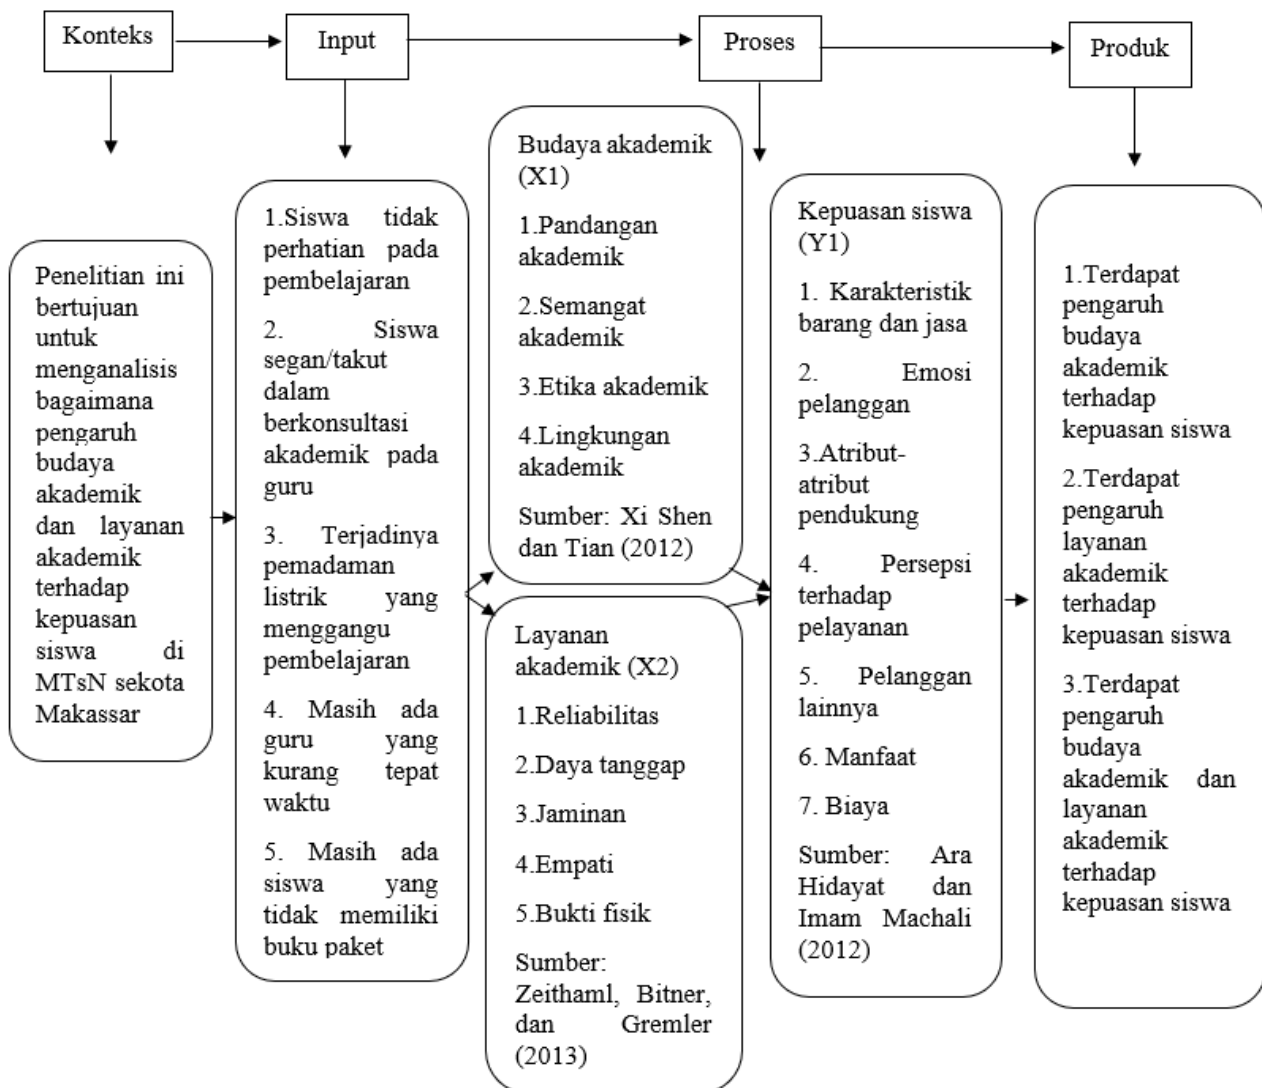 Konteks
Input
Proses
Produk
Penelitian ini
bertujuan
untuk
menganalisis
bagaimana
pengaruh
budaya
akademik
dan layanan
akademik
terhadap
kepuasan
siswa di
MTsN sekota
Makassar
1.Siswa tidak
perhatian pada
pembelajaran
2. Siswa
segan/takut
dalam
berkonsultasi
akademik pada
guru
3. Terjadinya
pemadaman
listrik yang
menggangu
pembelajaran
4. Masih ada
guru yang
kurang tepat
waktu
5. Masih ada
siswa yang
tidak memiliki
buku paket
Budaya akademik
(X1)
1.Pandangan
akademik
2.Semangat
akademik
3.Etika akademik
4.Lingkungan
akademik
Sumber: Xi Shen
dan Tian (2012)
Layanan
akademik (X2)
1.Reliabilitas
2.Daya tanggap
3.Jaminan
4.Empati
5.Bukti fisik
Sumber:
Zeithaml, Bitner,
dan Gremler
(2013)
Kepuasan siswa
(Y1)
1. Karakteristik
barang dan jasa
2. Emosi
pelanggan
3.Atribut-
atribut
pendukung
4. Persepsi
terhadap
pelayanan
5. Pelanggan
lainnya
6. Manfaat
7. Biaya
Sumber: Ara
Hidayat dan
Imam Machali
(2012)
1.Terdapat
pengaruh
budaya
akademik
terhadap
kepuasan siswa
2.Terdapat
pengaruh
layanan
akademik
terhadap
kepuasan siswa
3.Terdapat
pengaruh
budaya
akademik dan
layanan
akademik
terhadap
kepuasan siswa